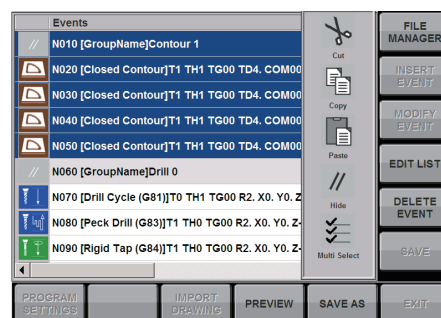 Events
// N010 [GroupName]Contour 1
N020 [Closed Contour]T1 TH1 TG00 TD4. COM00
N030 [Closed Contour]T1 TH1 TG00 TD4. COM00
N040 [Closed Contour]T1 TH1 TG00 TD4. COM00
N050 [Closed Contour]T1 TH1 TG00 TD4. COM00
// N060 [GroupName]Drill 0
N070 [Drill Cycle (G81)]T0 TH1 TG00 R2. X0. Y0. Z-
N080 [Peck Drill (G83)]T1 TH0 TG00 R2. X0. Y0. Z-
N090 [Rigid Tap (G84)]T1 TH0 TG00 R2. X0. Y0. Z-
Cut
Copy
Paste
//
Hide
Multi Select
FILE
MANAGER
INSERT
EVENT
MODIFY
EVENT
EDIT LIST
DELETE
EVENT
SAVE
PROGRAM
SETTINGS
IMPORT
DRAWING
PREVIEW
SAVE AS
EXIT